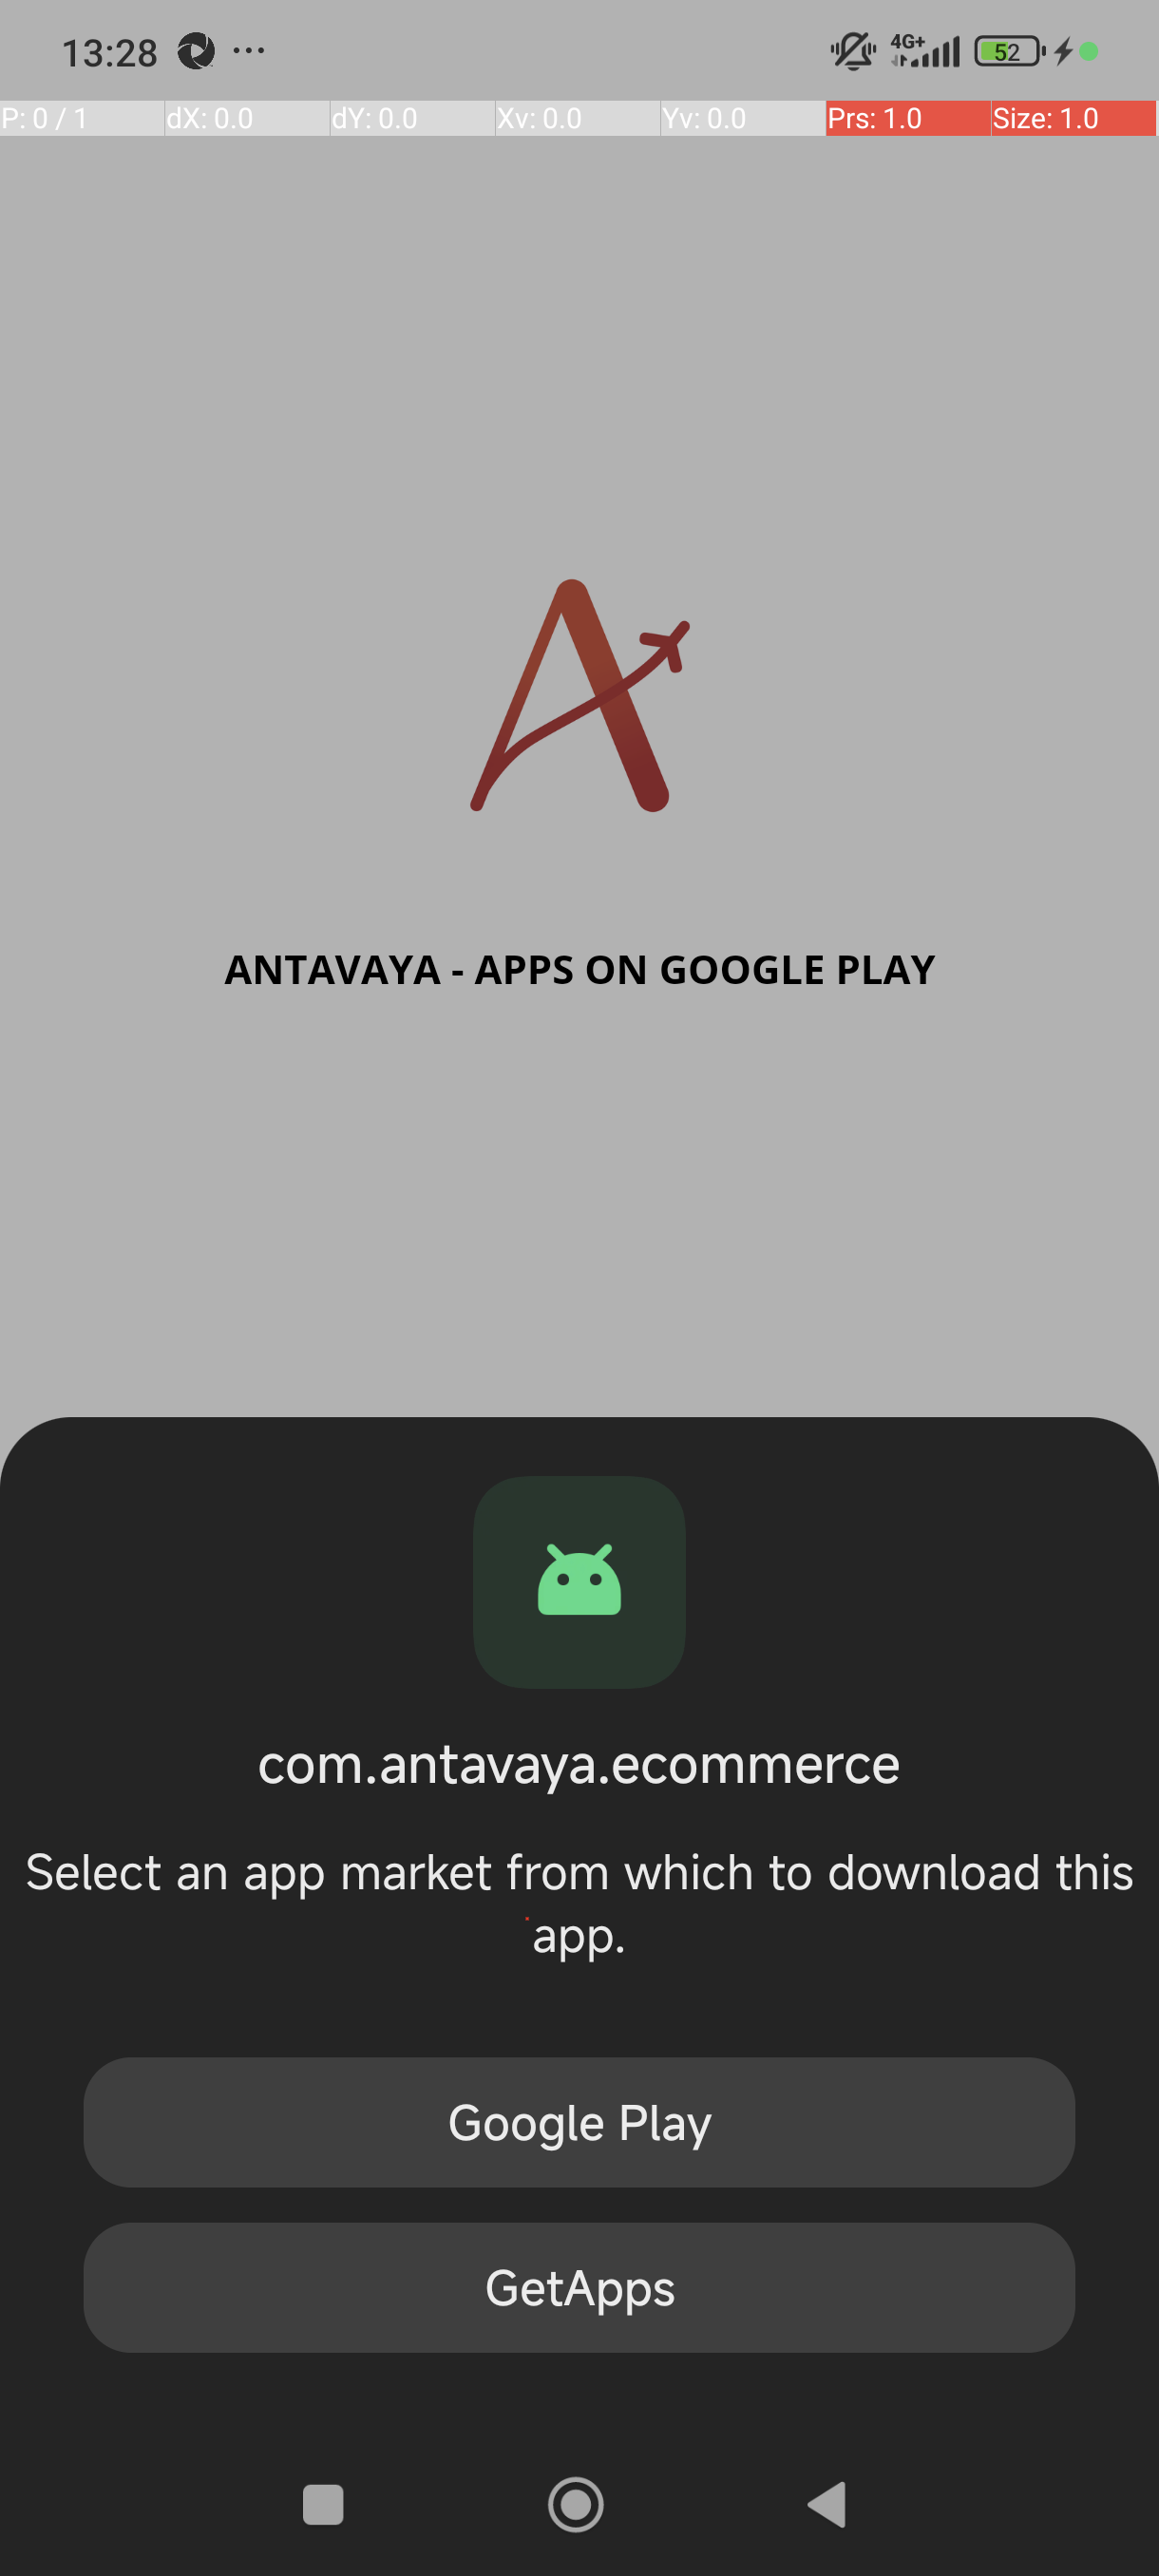 13:28
4G+
52
P: 0 / 1
dX: 0.0
dY: 0.0
Xv: 0.0
Yv: 0.0
Prs: 1.0
Size: 1.0
ANTAVAYA - APPS ON GOOGLE PLAY
com.antavaya.ecommerce
Select an app market from which to download this
app.
Google Play
GetApps